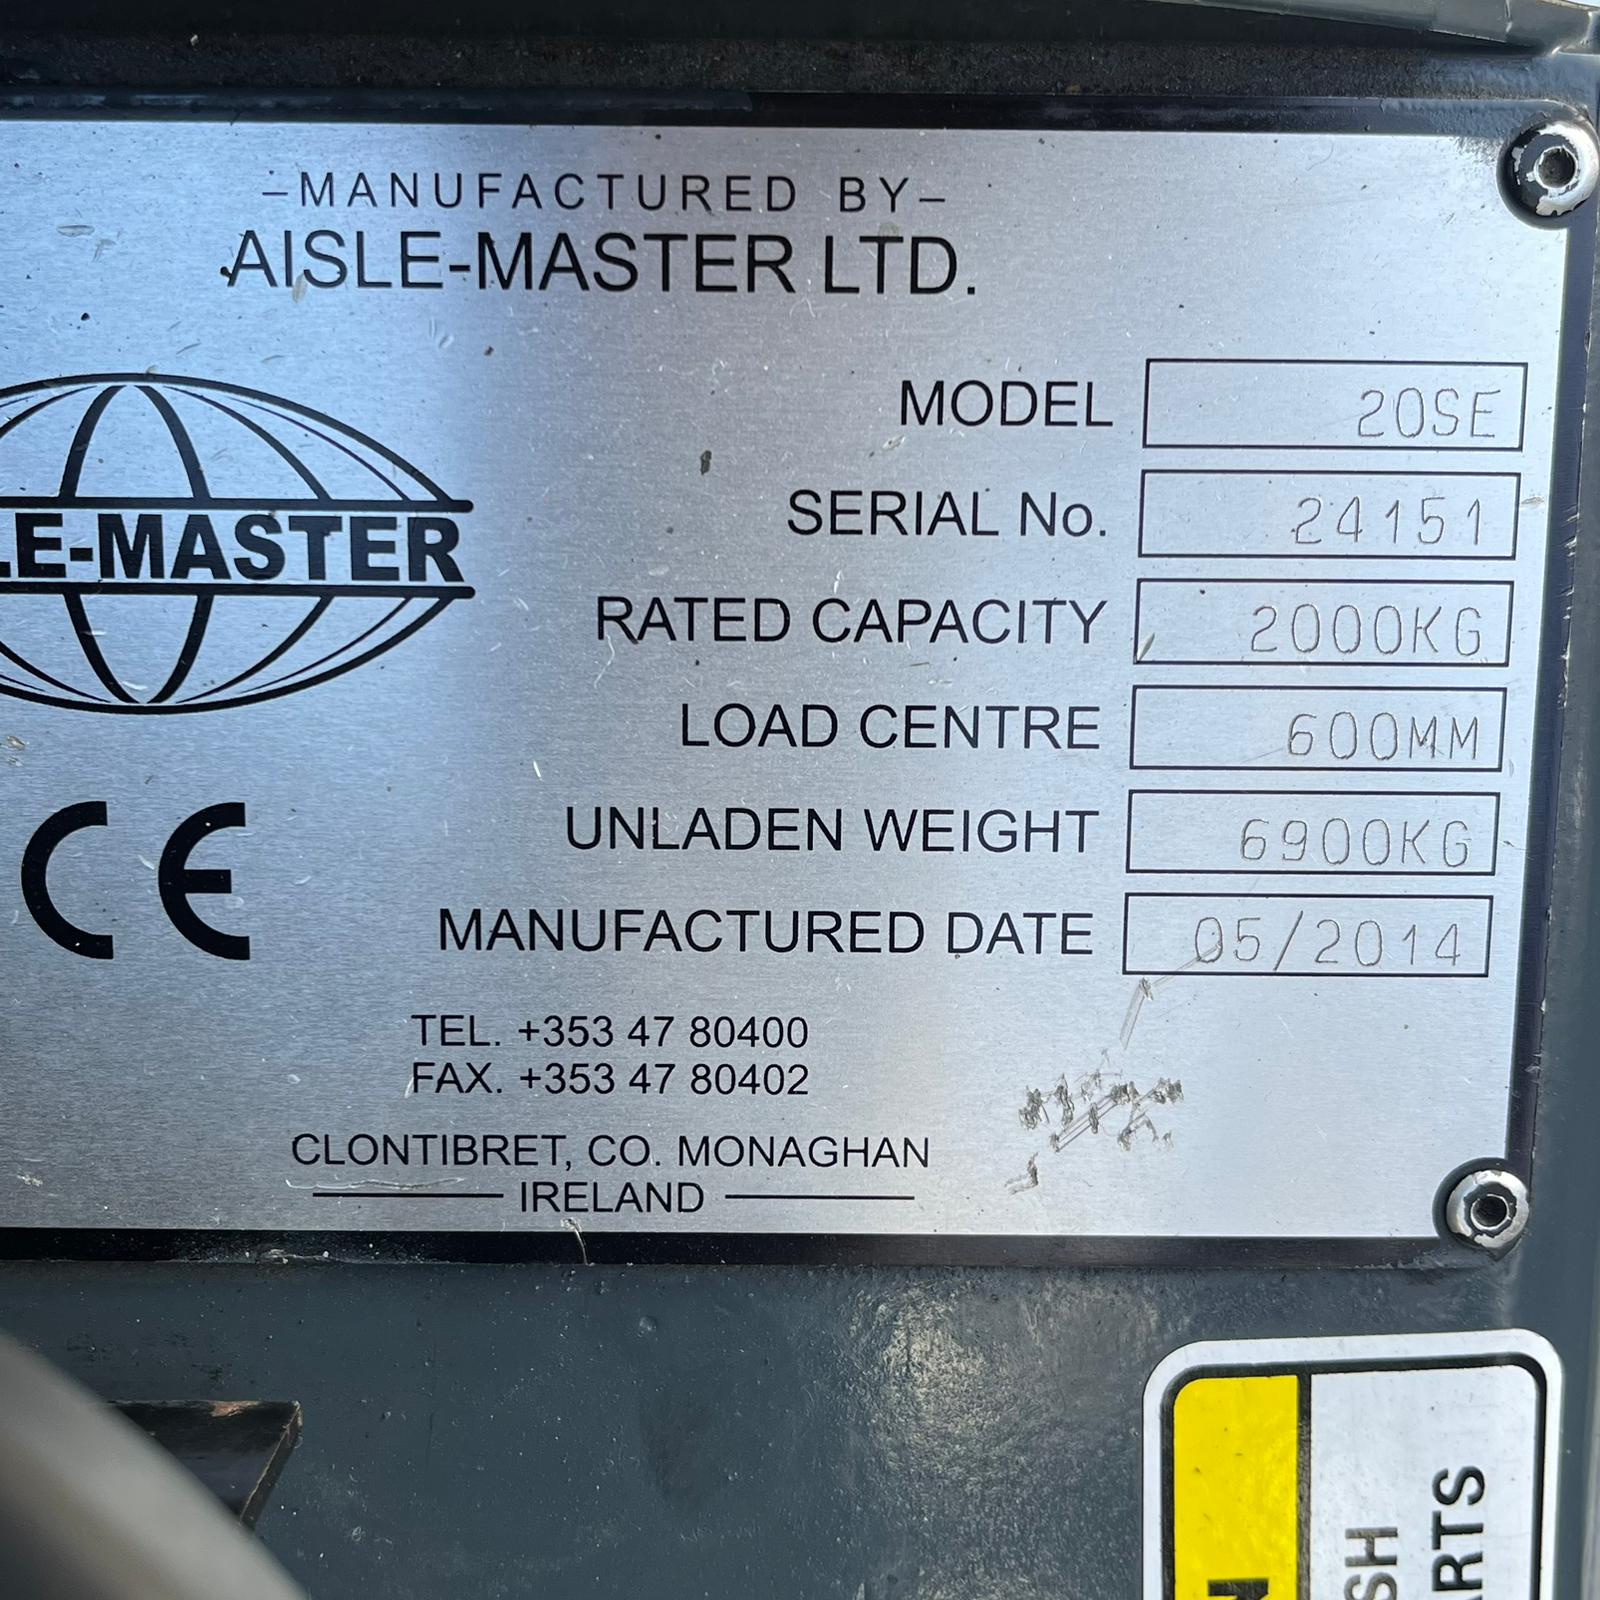 –MANUFACTURED BY–
AISLE-MASTER LTD.
LE-MASTER
CE
MODEL 20SE
SERIAL No. 24151
RATED CAPACITY 2000KG
LOAD CENTRE 600MM
UNLADEN WEIGHT 6900KG
MANUFACTURED DATE 05/2014
TEL. +353 47 80400
FAX. +353 47 80402
CLONTIBRET, CO. MONAGHAN
IRELAND